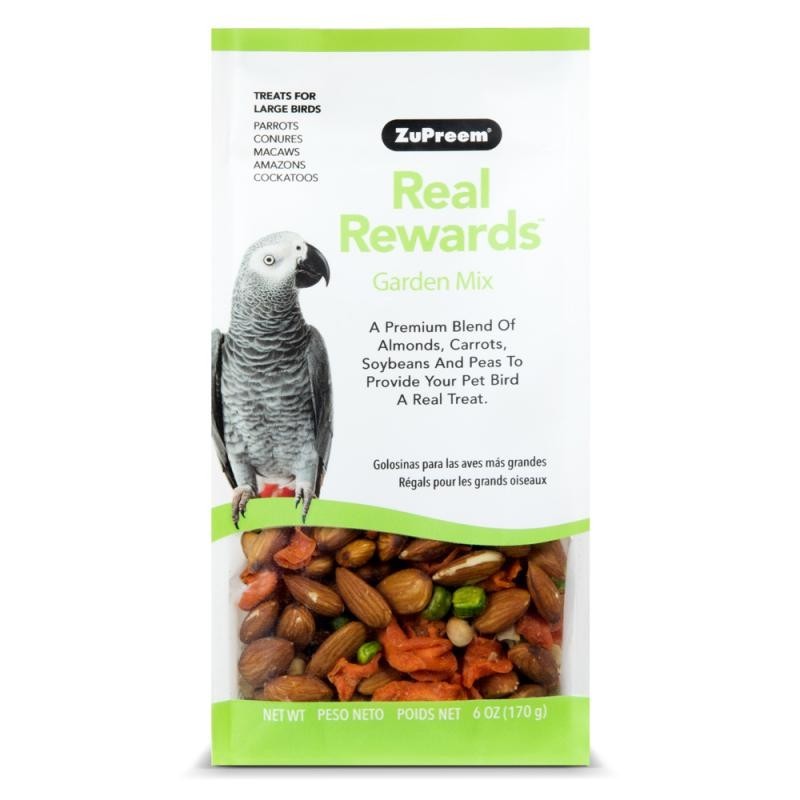 TREATS FOR
LARGE BIRDS
PARROTS
CONURES
MACAWS
AMAZONS
COCKATOOS
ZuPreem®
Real
Rewards™
Garden Mix
A Premium Blend Of
Almonds, Carrots,
Soybeans And Peas To
Provide Your Pet Bird
A Real Treat.
Golosinas para las aves más grandes
Régals pour les grands oiseaux
NET WT PESO NETO POIDS NET 6 OZ (170 g)